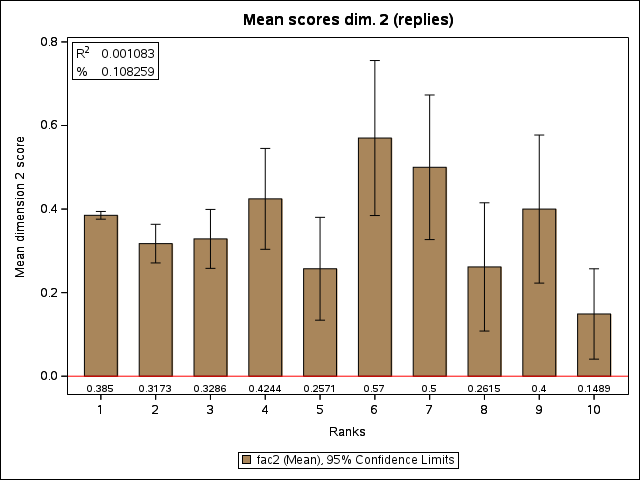 Mean scores dim. 2 (replies)
R² 0.001083
% 0.108259
Mean dimension 2 score
0.8
0.6
0.4
0.2
0.0
0.385 0.3173 0.3286 0.4244 0.2571 0.57 0.5 0.2615 0.4 0.1489
1 2 3 4 5 6 7 8 9 10
Ranks
fac2 (Mean), 95% Confidence Limits